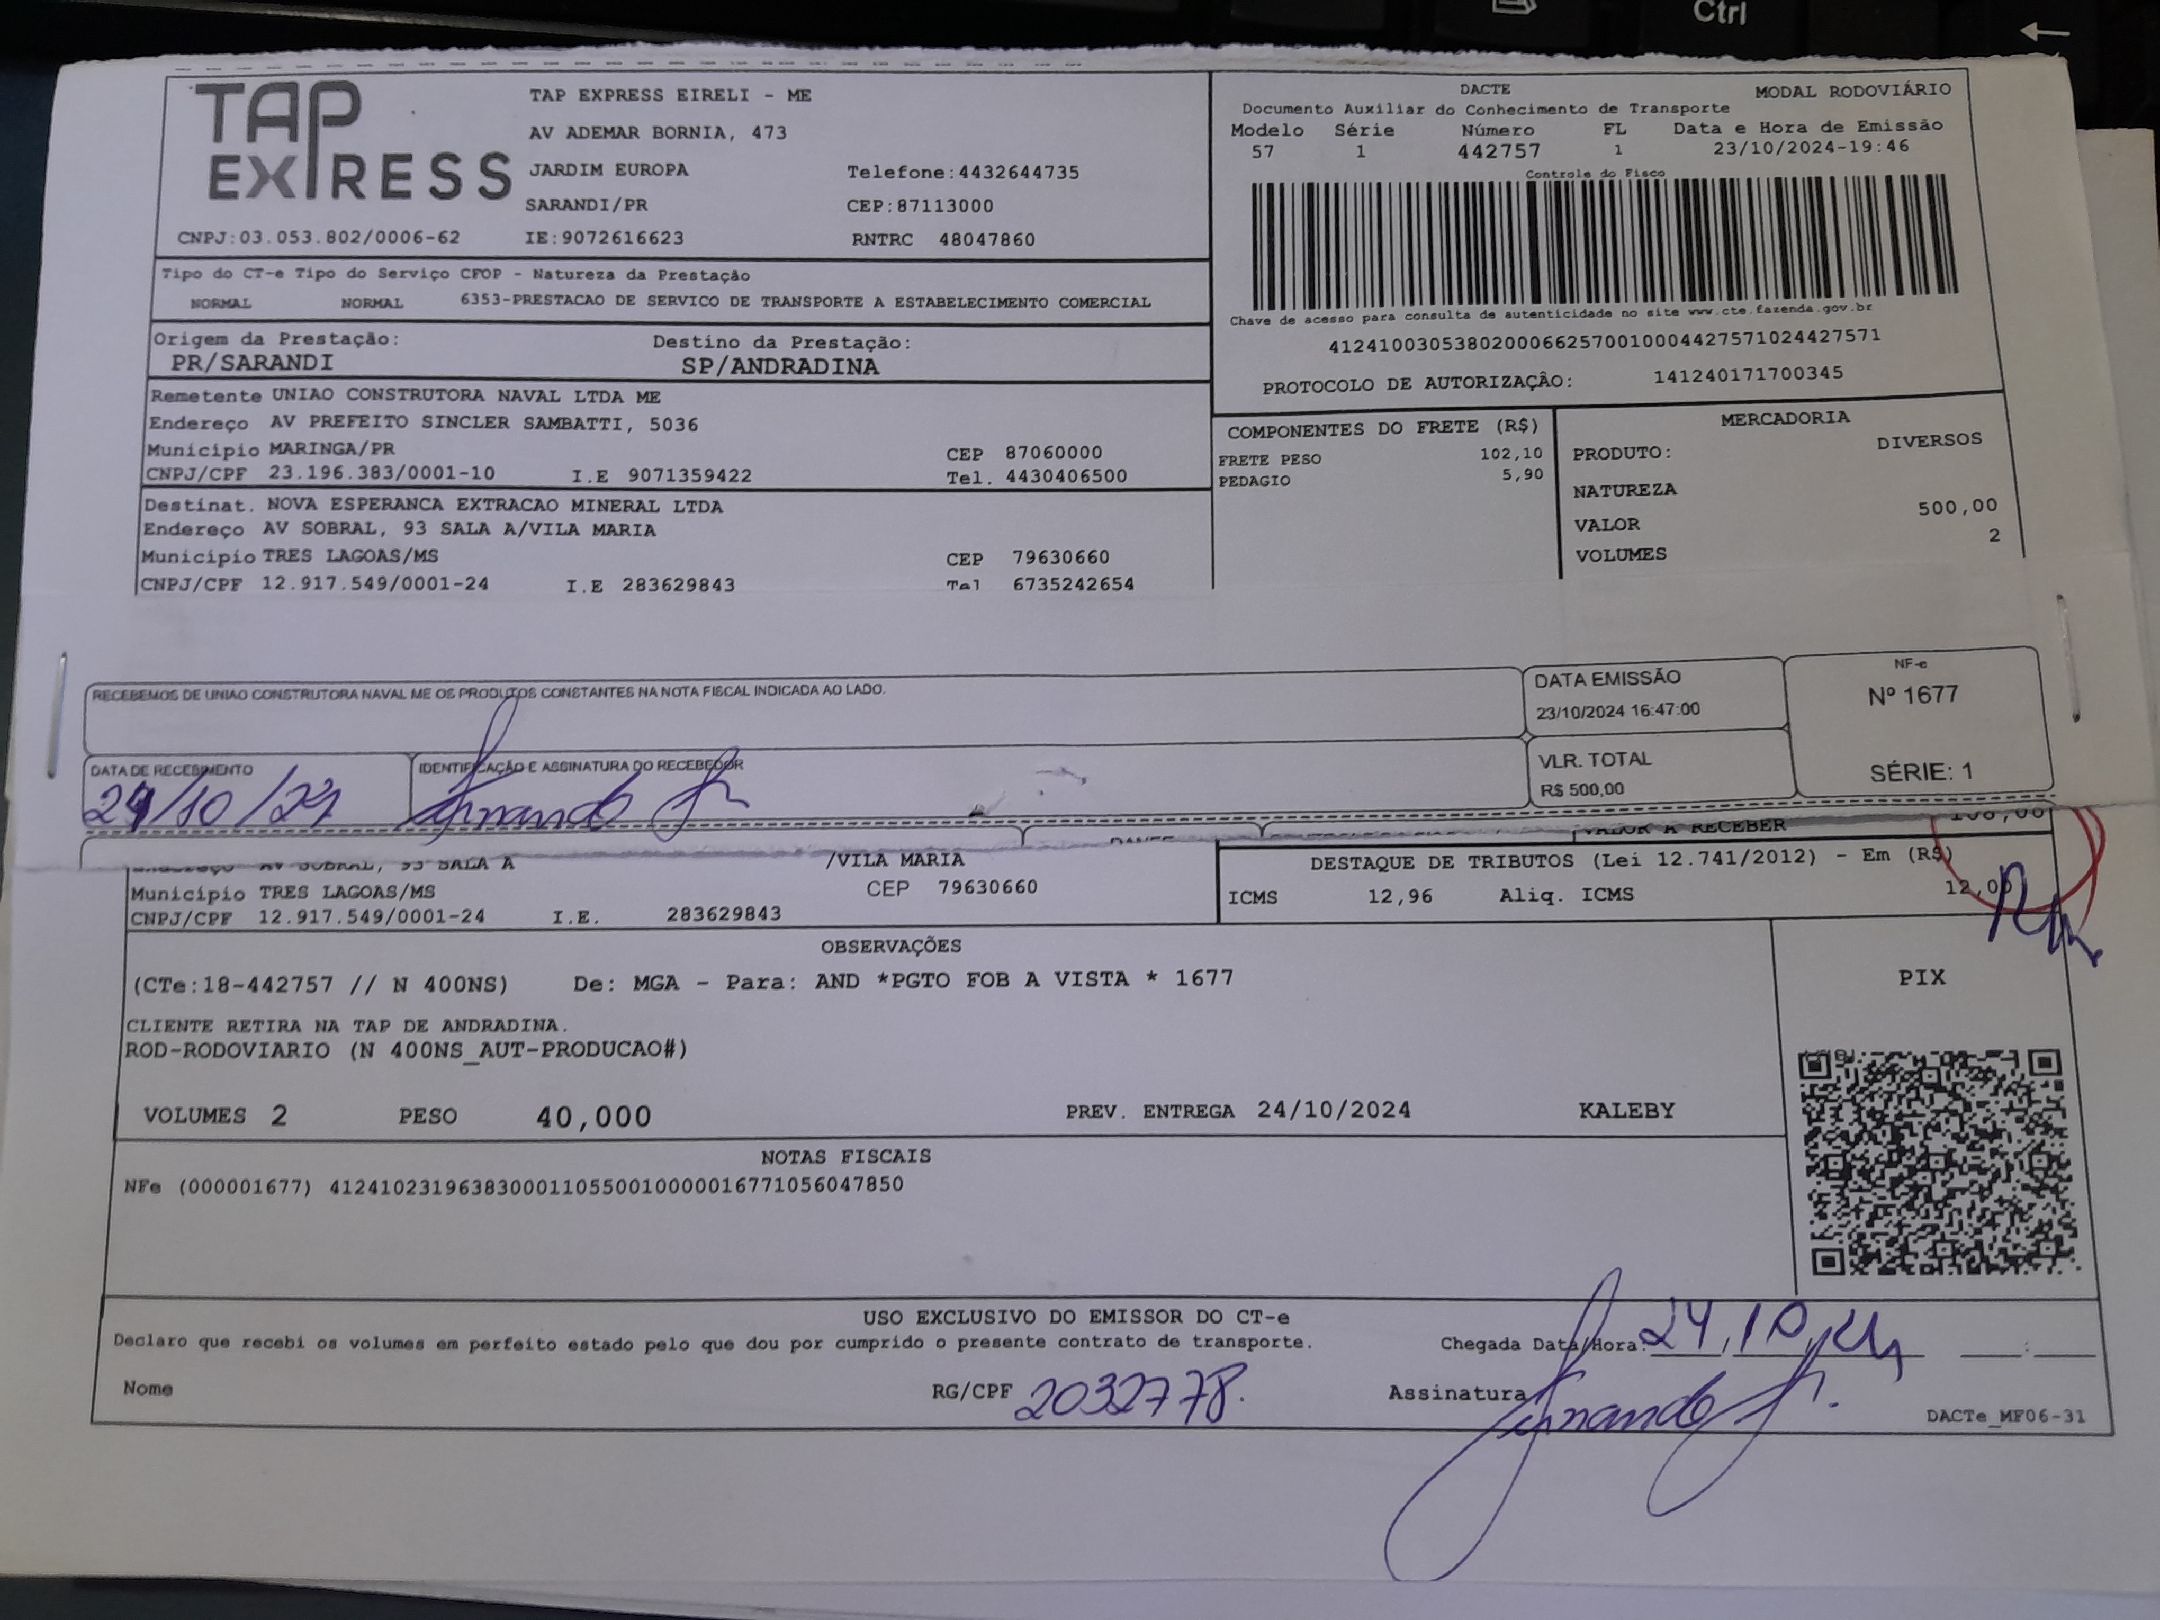 Ctrl
TAP
EXPRESS
TAP EXPRESS EIRELI - ME
AV ADEMAR BORNIA, 473
JARDIM EUROPA Telefone:4432644735
SARANDI/PR CEP:87113000
CNPJ:03.053.802/0006-62 IE:9072616623 RNTRC 48047860
Tipo do CT-e Tipo do Serviço CFOP - Natureza da Prestação
NORMAL NORMAL 6353-PRESTACAO DE SERVICO DE TRANSPORTE A ESTABELECIMENTO COMERCIAL
Origem da Prestação: Destino da Prestação:
PR/SARANDI SP/ANDRADINA
Remetente UNIAO CONSTRUTORA NAVAL LTDA ME
Endereço AV PREFEITO SINCLER SAMBATTI, 5036
Municipio MARINGA/PR CEP 87060000
CNPJ/CPF 23.196.383/0001-10 I.E 9071359422 Tel. 4430406500
Destinat. NOVA ESPERANCA EXTRACAO MINERAL LTDA
Endereço AV SOBRAL, 93 SALA A/VILA MARIA
Municipio TRES LAGOAS/MS CEP 79630660
CNPJ/CPF 12.917.549/0001-24 I.E 283629843 Tel 6735242654
DACTE MODAL RODOVIÁRIO
Documento Auxiliar do Conhecimento de Transporte
Modelo Série Número FL Data e Hora de Emissão
57 1 442757 1 23/10/2024-19:46
Controle do Fisco
Chave de acesso para consulta de autenticidade no site www.cte.fazenda.gov.br
41241003053802000662570010004427571024427571
PROTOCOLO DE AUTORIZAÇÃO: 141240171700345
COMPONENTES DO FRETE (R$)
FRETE PESO 102,10
PEDAGIO 5,90
MERCADORIA
PRODUTO: DIVERSOS
NATUREZA
VALOR 500,00
VOLUMES 2
RECEBEMOS DE UNIAO CONSTRUTORA NAVAL ME OS PRODUTOS CONSTANTES NA NOTA FISCAL INDICADA AO LADO.
DATA DE RECEBIMENTO
24/10/24
IDENTIFICAÇÃO E ASSINATURA DO RECEBEDOR
DATA EMISSÃO
23/10/2024 16:47:00
VLR. TOTAL
R$ 500,00
NF-e
Nº 1677
SÉRIE: 1
VALOR A RECEBER 108,00
Endereço AV SOBRAL, 93 SALA A /VILA MARIA
Municipio TRES LAGOAS/MS CEP 79630660
CNPJ/CPF 12.917.549/0001-24 I.E. 283629843
DESTAQUE DE TRIBUTOS (Lei 12.741/2012) - Em (R$)
ICMS 12,96 Aliq. ICMS 12,00
OBSERVAÇÕES
(CTe:18-442757 // N 400NS) De: MGA - Para: AND *PGTO FOB A VISTA * 1677
CLIENTE RETIRA NA TAP DE ANDRADINA.
ROD-RODOVIARIO (N 400NS_AUT-PRODUCAO#)
VOLUMES 2 PESO 40,000 PREV. ENTREGA 24/10/2024 KALEBY
PIX
NOTAS FISCAIS
NFe (000001677) 41241023196383000110550010000016771056047850
USO EXCLUSIVO DO EMISSOR DO CT-e
Declaro que recebi os volumes em perfeito estado pelo que dou por cumprido o presente contrato de transporte.
Chegada Data/Hora: 24,10,24
Nome RG/CPF 2032778. Assinatura
DACTe_MF06-31